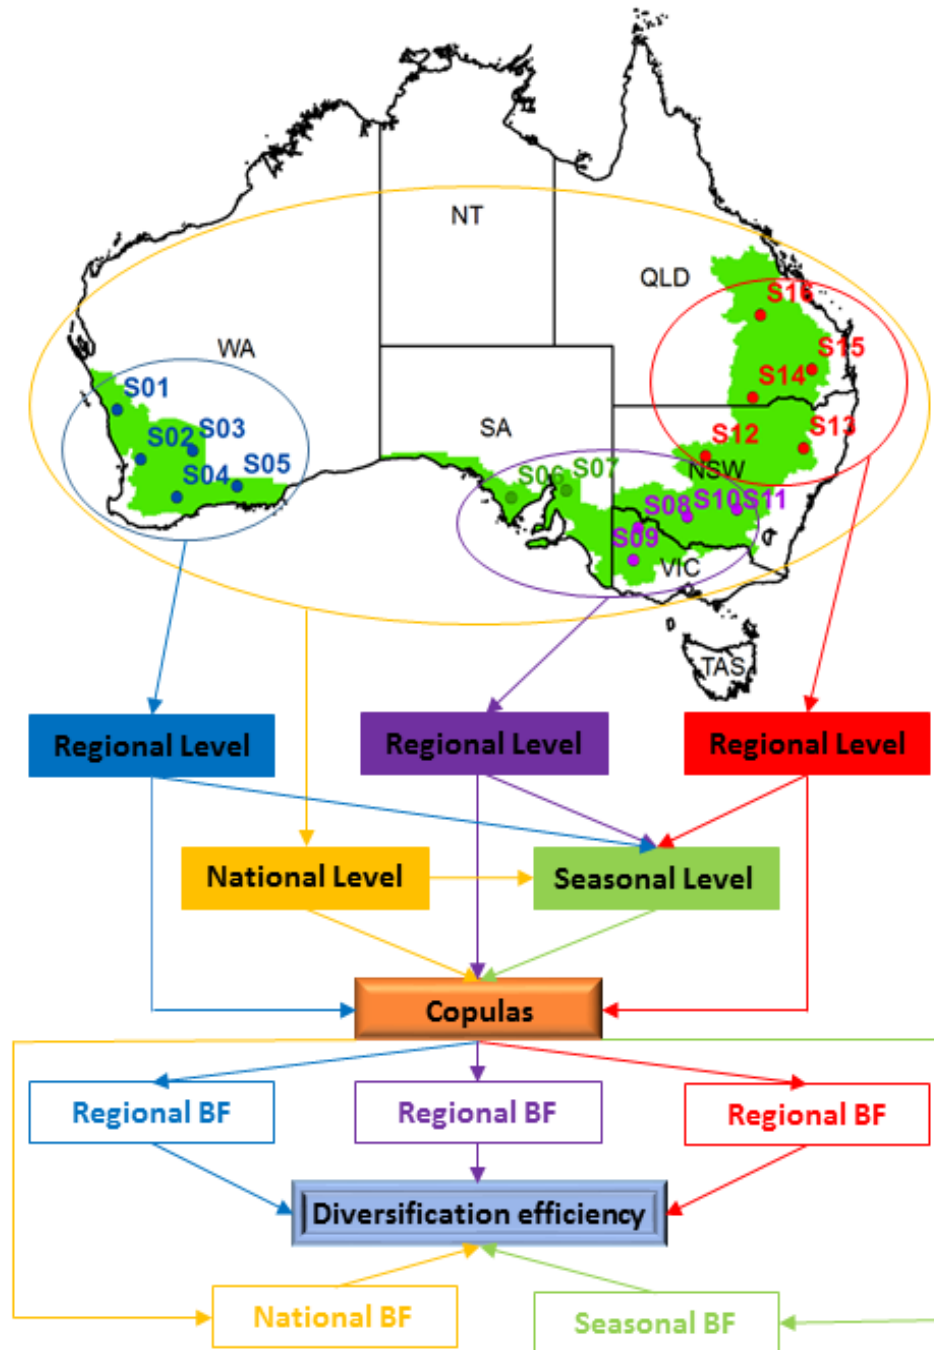 NT
QLD
S16
WA
S15
S01
S14
SA
S02 S03
S12 S13
S04 S05
S06 S07
NSW
S08 S10 S11
S09
VIC
TAS
Regional Level Regional Level Regional Level
National Level Seasonal Level
Copulas
Regional BF Regional BF Regional BF
Diversification efficiency
National BF
Seasonal BF